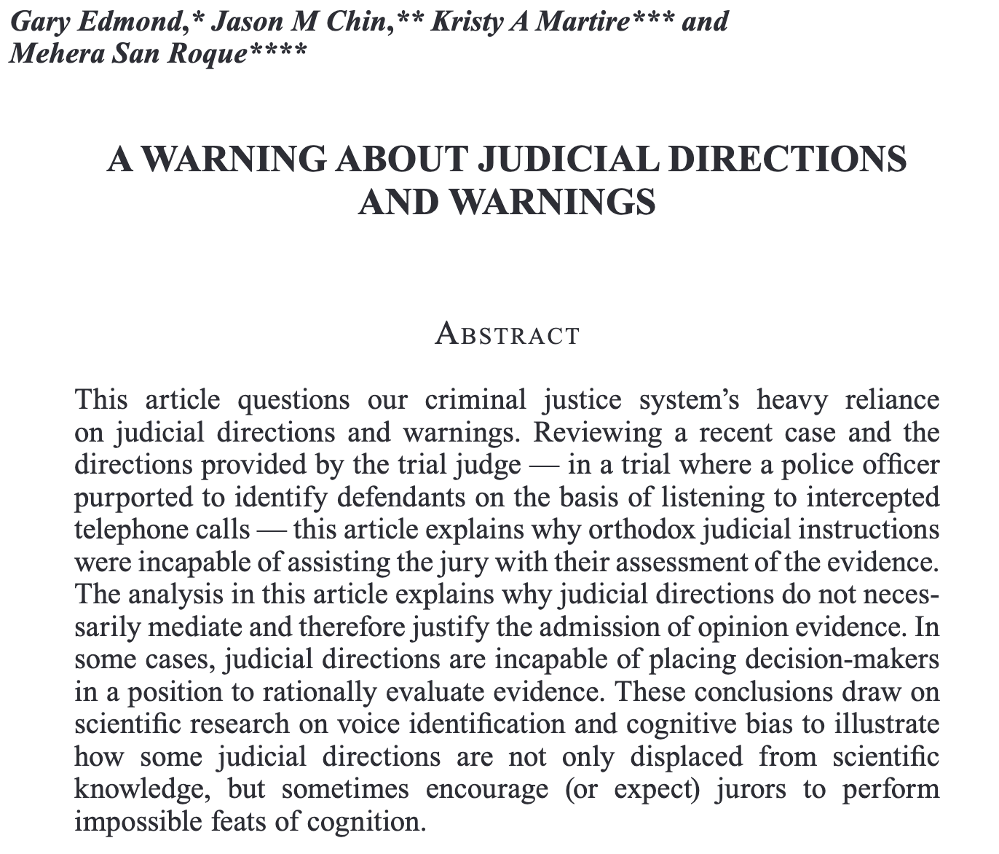 Gary Edmond,* Jason M Chin,** Kristy A Martire*** and
Mehera San Roque****
A WARNING ABOUT JUDICIAL DIRECTIONS
AND WARNINGS
Abstract
This article questions our criminal justice system’s heavy reliance
on judicial directions and warnings. Reviewing a recent case and the
directions provided by the trial judge — in a trial where a police officer
purported to identify defendants on the basis of listening to intercepted
telephone calls — this article explains why orthodox judicial instructions
were incapable of assisting the jury with their assessment of the evidence.
The analysis in this article explains why judicial directions do not neces-
sarily mediate and therefore justify the admission of opinion evidence. In
some cases, judicial directions are incapable of placing decision-makers
in a position to rationally evaluate evidence. These conclusions draw on
scientific research on voice identification and cognitive bias to illustrate
how some judicial directions are not only displaced from scientific
knowledge, but sometimes encourage (or expect) jurors to perform
impossible feats of cognition.